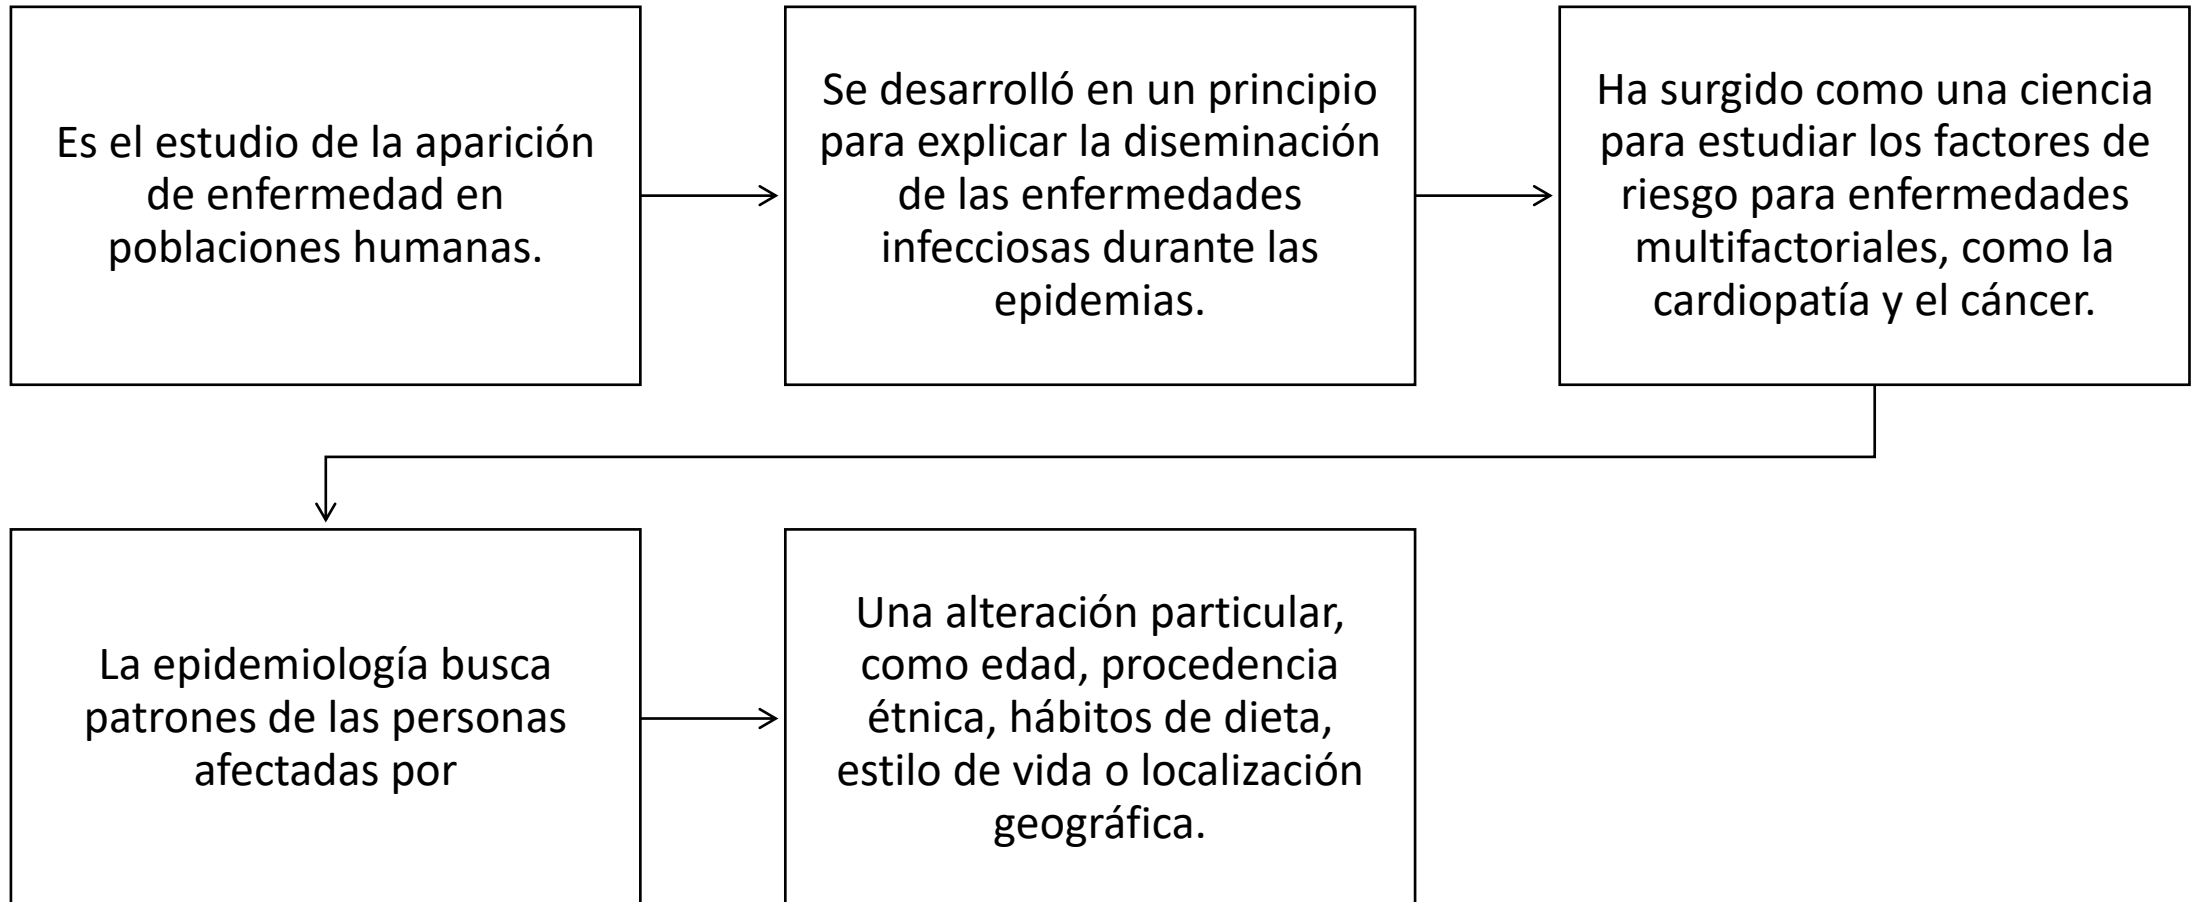 Es el estudio de la aparición
de enfermedad en
poblaciones humanas.
Se desarrolló en un principio
para explicar la diseminación
de las enfermedades
infecciosas durante las
epidemias.
Ha surgido como una ciencia
para estudiar los factores de
riesgo para enfermedades
multifactoriales, como la
cardiopatía y el cáncer.
La epidemiología busca
patrones de las personas
afectadas por
Una alteración particular,
como edad, procedencia
étnica, hábitos de dieta,
estilo de vida o localización
geográfica.